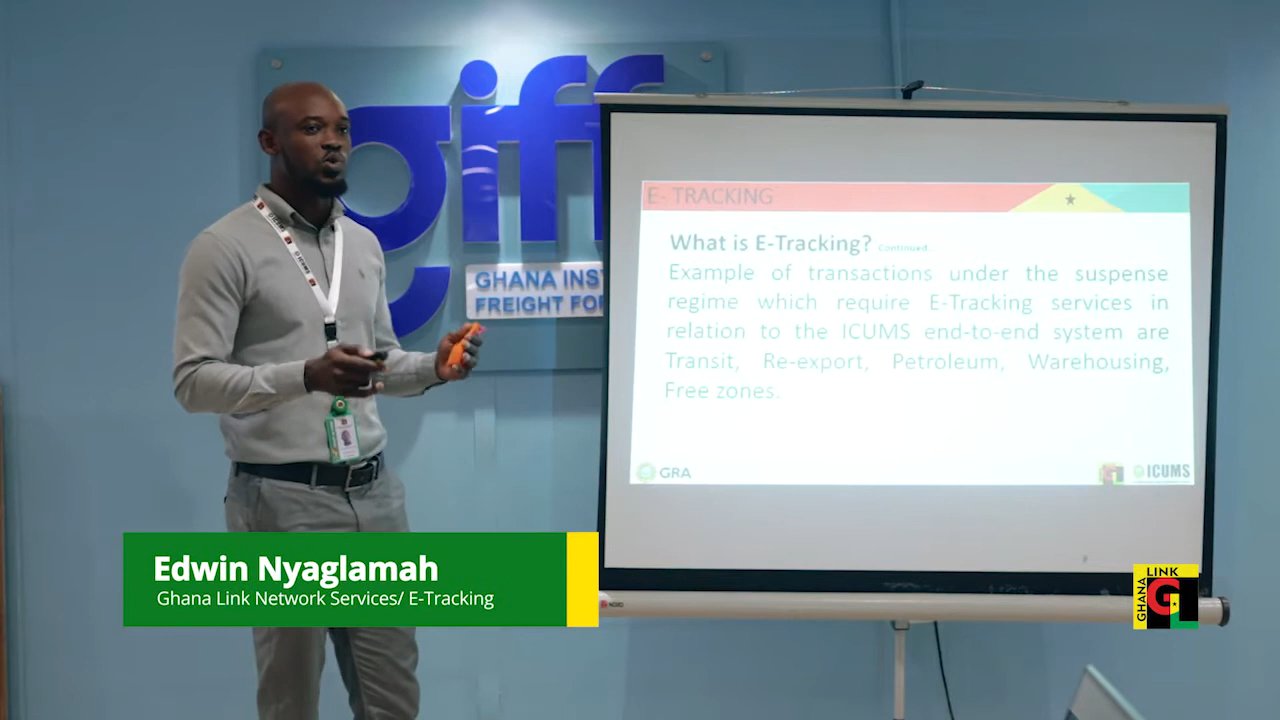 giff
GHANA INS
FREIGHT FOR
E- TRACKING
What is E-Tracking? Continued.
Example of transactions under the suspense
regime which require E-Tracking services in
relation to the ICUMS end-to-end system are
Transit, Re-export, Petroleum, Warehousing,
Free zones.
GRA
ICUMS
Edwin Nyaglamah
Ghana Link Network Services/ E-Tracking
GHANA LINK
GL